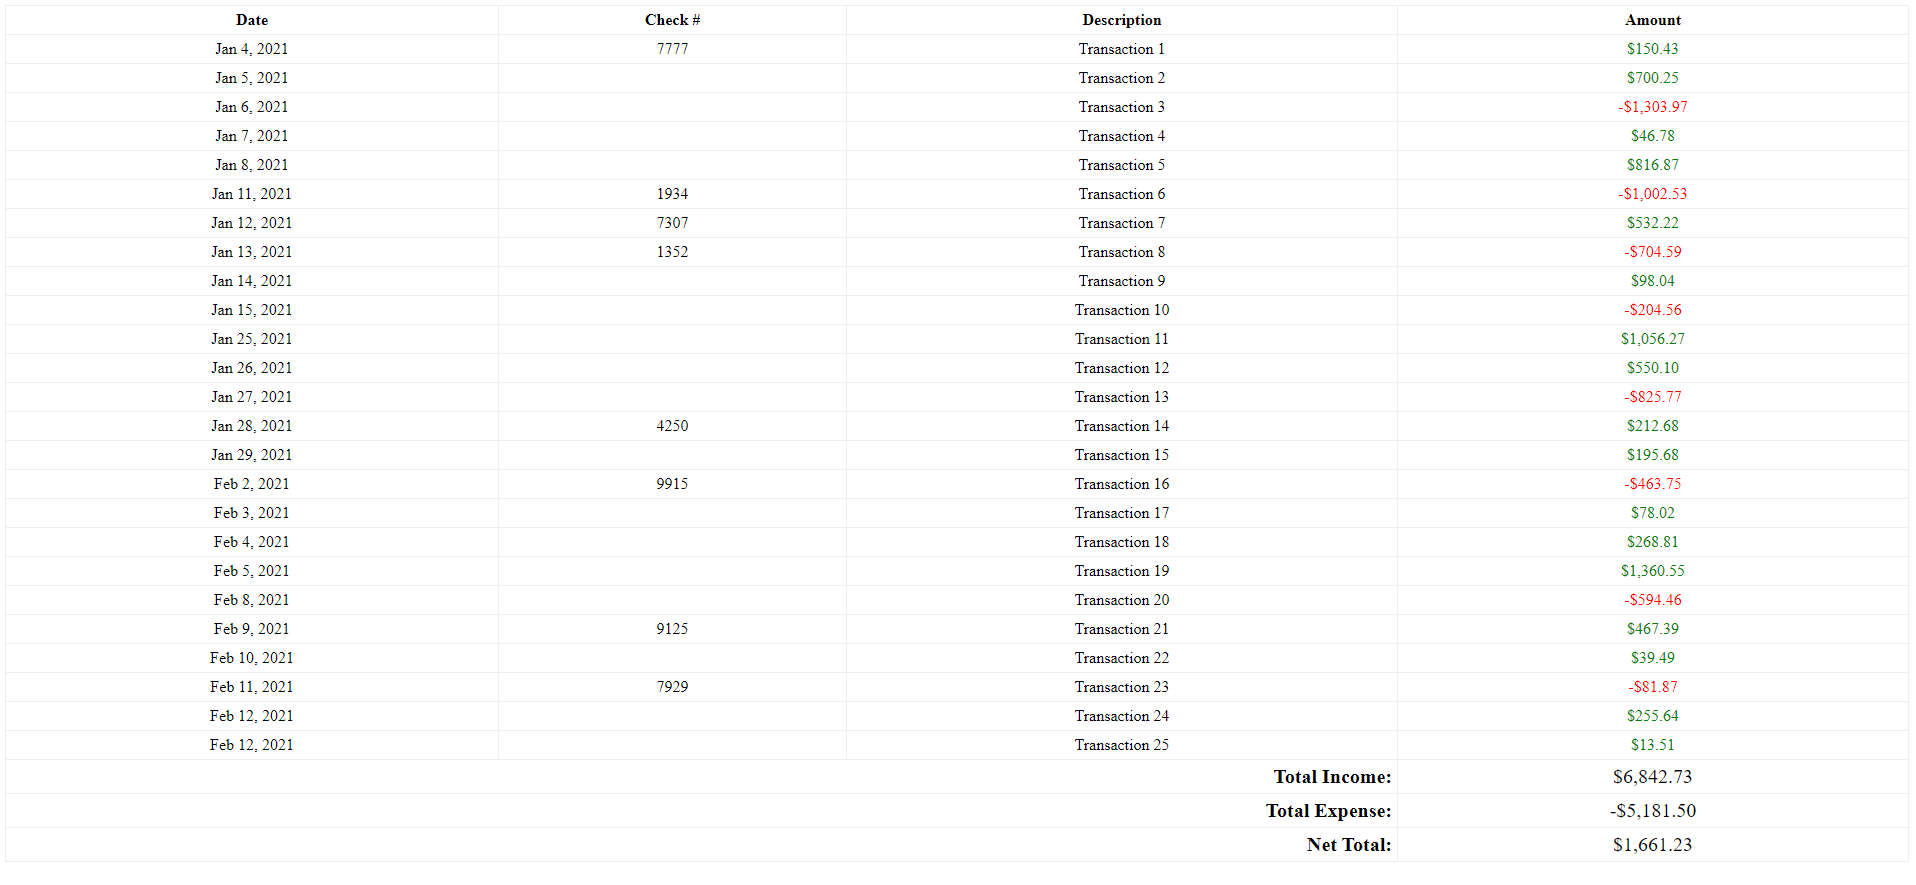 Date Check # Description Amount
Jan 4, 2021 7777 Transaction 1 $150.43
Jan 5, 2021 Transaction 2 $700.25
Jan 6, 2021 Transaction 3 -$1,303.97
Jan 7, 2021 Transaction 4 $46.78
Jan 8, 2021 Transaction 5 $816.87
Jan 11, 2021 1934 Transaction 6 -$1,002.53
Jan 12, 2021 7307 Transaction 7 $532.22
Jan 13, 2021 1352 Transaction 8 -$704.59
Jan 14, 2021 Transaction 9 $98.04
Jan 15, 2021 Transaction 10 -$204.56
Jan 25, 2021 Transaction 11 $1,056.27
Jan 26, 2021 Transaction 12 $550.10
Jan 27, 2021 Transaction 13 -$825.77
Jan 28, 2021 4250 Transaction 14 $212.68
Jan 29, 2021 Transaction 15 $195.68
Feb 2, 2021 9915 Transaction 16 -$463.75
Feb 3, 2021 Transaction 17 $78.02
Feb 4, 2021 Transaction 18 $268.81
Feb 5, 2021 Transaction 19 $1,360.55
Feb 8, 2021 Transaction 20 -$594.46
Feb 9, 2021 9125 Transaction 21 $467.39
Feb 10, 2021 Transaction 22 $39.49
Feb 11, 2021 7929 Transaction 23 -$81.87
Feb 12, 2021 Transaction 24 $255.64
Feb 12, 2021 Transaction 25 $13.51
Total Income: $6,842.73
Total Expense: -$5,181.50
Net Total: $1,661.23